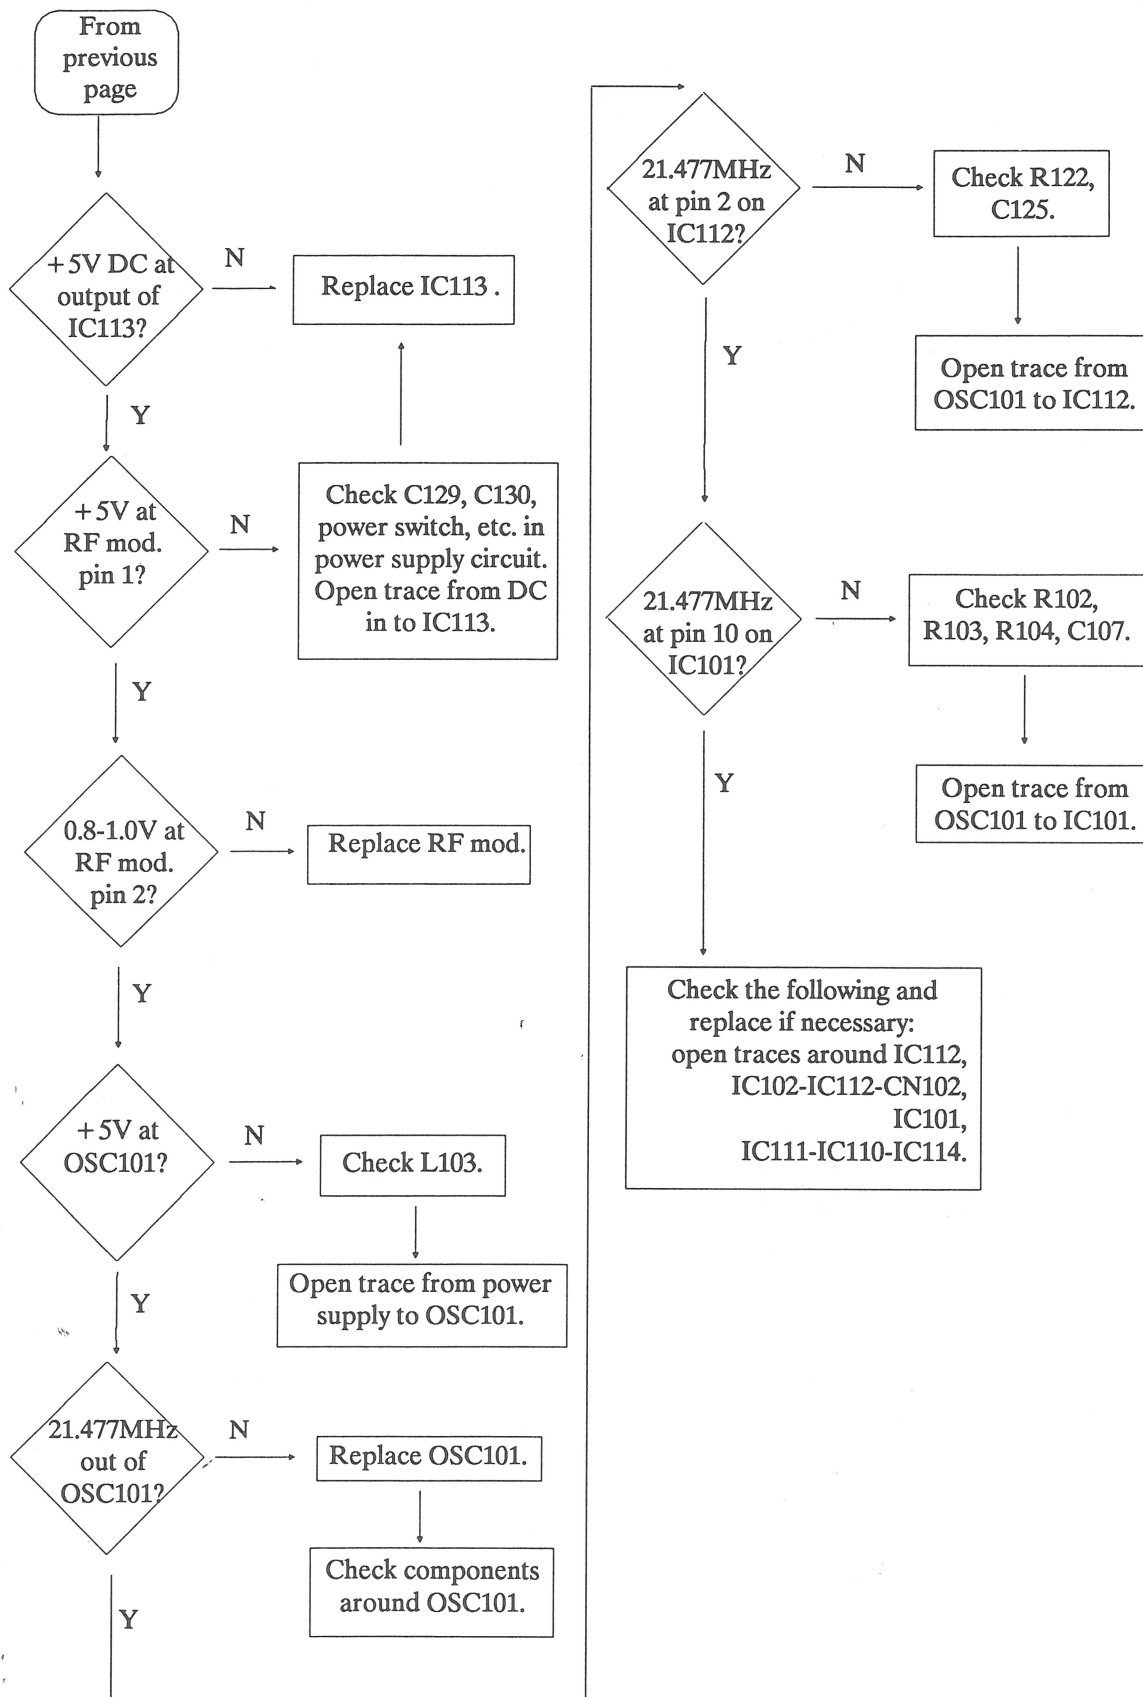 From
previous
page
+5V DC at
output of
IC113?
N
Replace IC113 .
Y
+5V at
RF mod.
pin 1?
N
Check C129, C130,
power switch, etc. in
power supply circuit.
Open trace from DC
in to IC113.
Y
0.8-1.0V at
RF mod.
pin 2?
N
Replace RF mod.
Y
+5V at
OSC101?
N
Check L103.
Open trace from power
supply to OSC101.
Y
21.477MHz
out of
OSC101?
N
Replace OSC101.
Check components
around OSC101.
Y
21.477MHz
at pin 2 on
IC112?
N
Check R122,
C125.
Open trace from
OSC101 to IC112.
Y
21.477MHz
at pin 10 on
IC101?
N
Check R102,
R103, R104, C107.
Open trace from
OSC101 to IC101.
Y
Check the following and
replace if necessary:
open traces around IC112,
IC102-IC112-CN102,
IC101,
IC111-IC110-IC114.